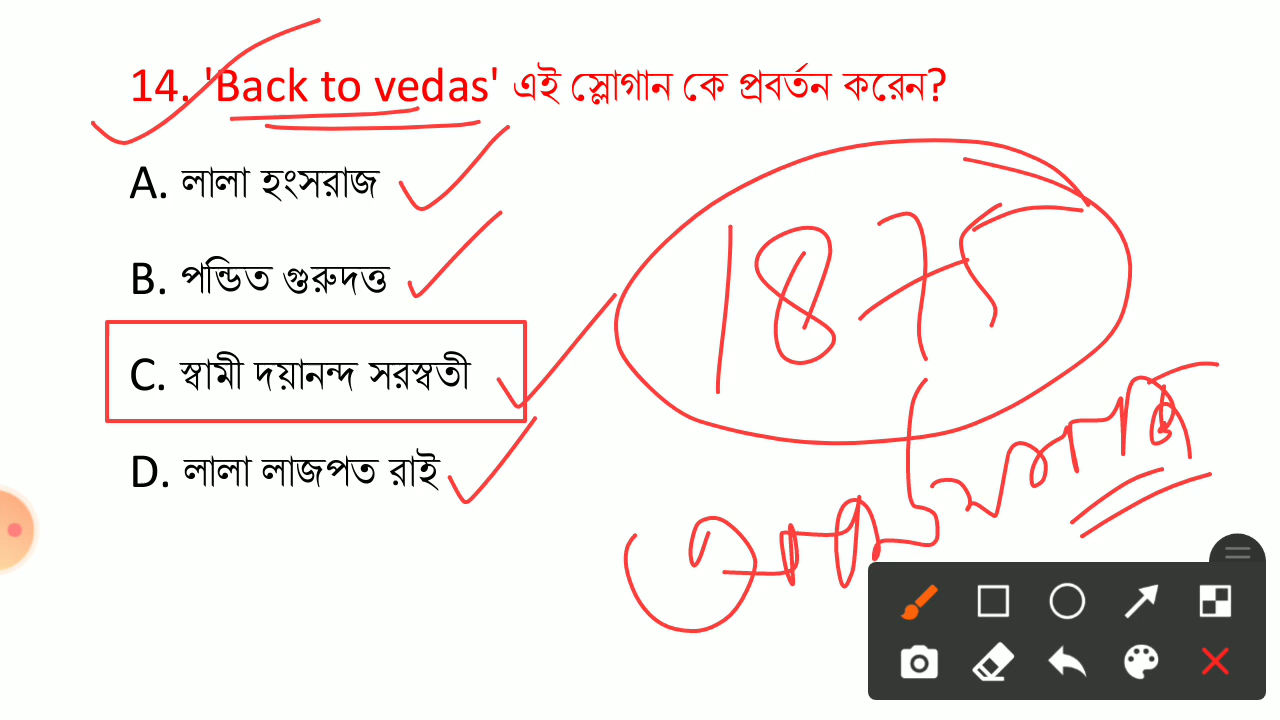 14. 'Back to vedas' এই স্লোগান কে প্রবর্তন করেন?
A. লালা হংসরাজ
B. পন্ডিত গুরুদত্ত
C. স্বামী দয়ানন্দ সরস্বতী
D. লালা লাজপত রাই
1875